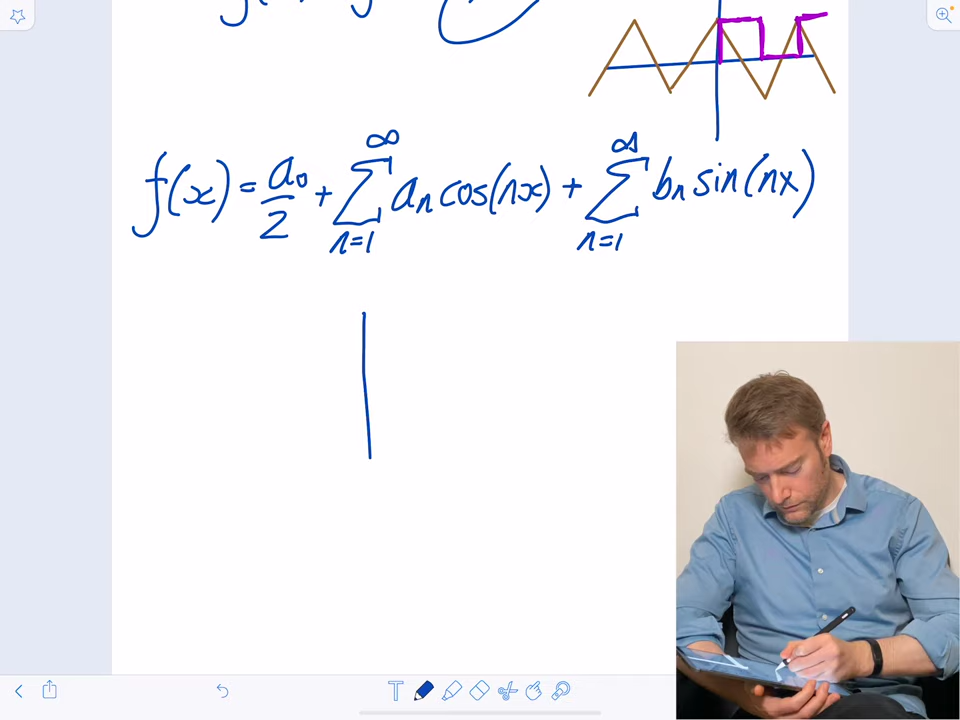 f(x) = a₀/2 + ∞∑n=1 aₙ cos(nx) + ∞∑n=1 bₙ sin(nx)
T